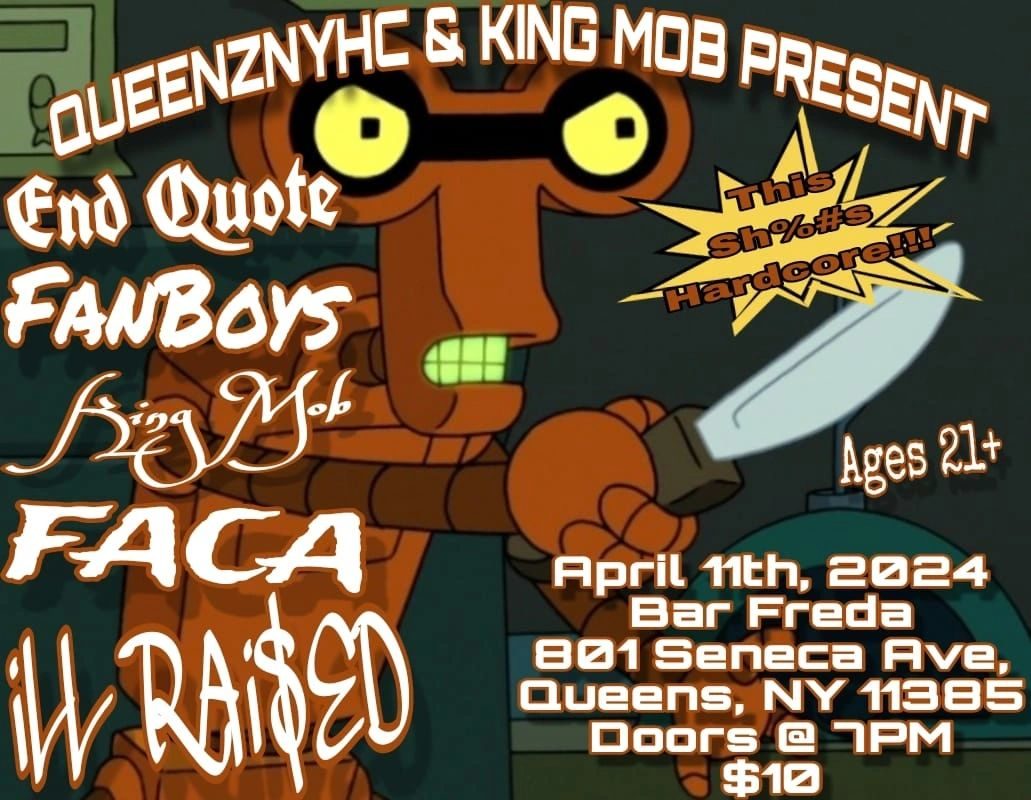 QUEENZNYHC & KING MOB PRESENT
End Quote
FANBOYS
King Mob
FACA
iLL RAi$ED
This
Sh%#s
Hardcore!!!
Ages 21+
April 11th, 2024
Bar Freda
801 Seneca Ave,
Queens, NY 11385
Doors @ 7PM
$10